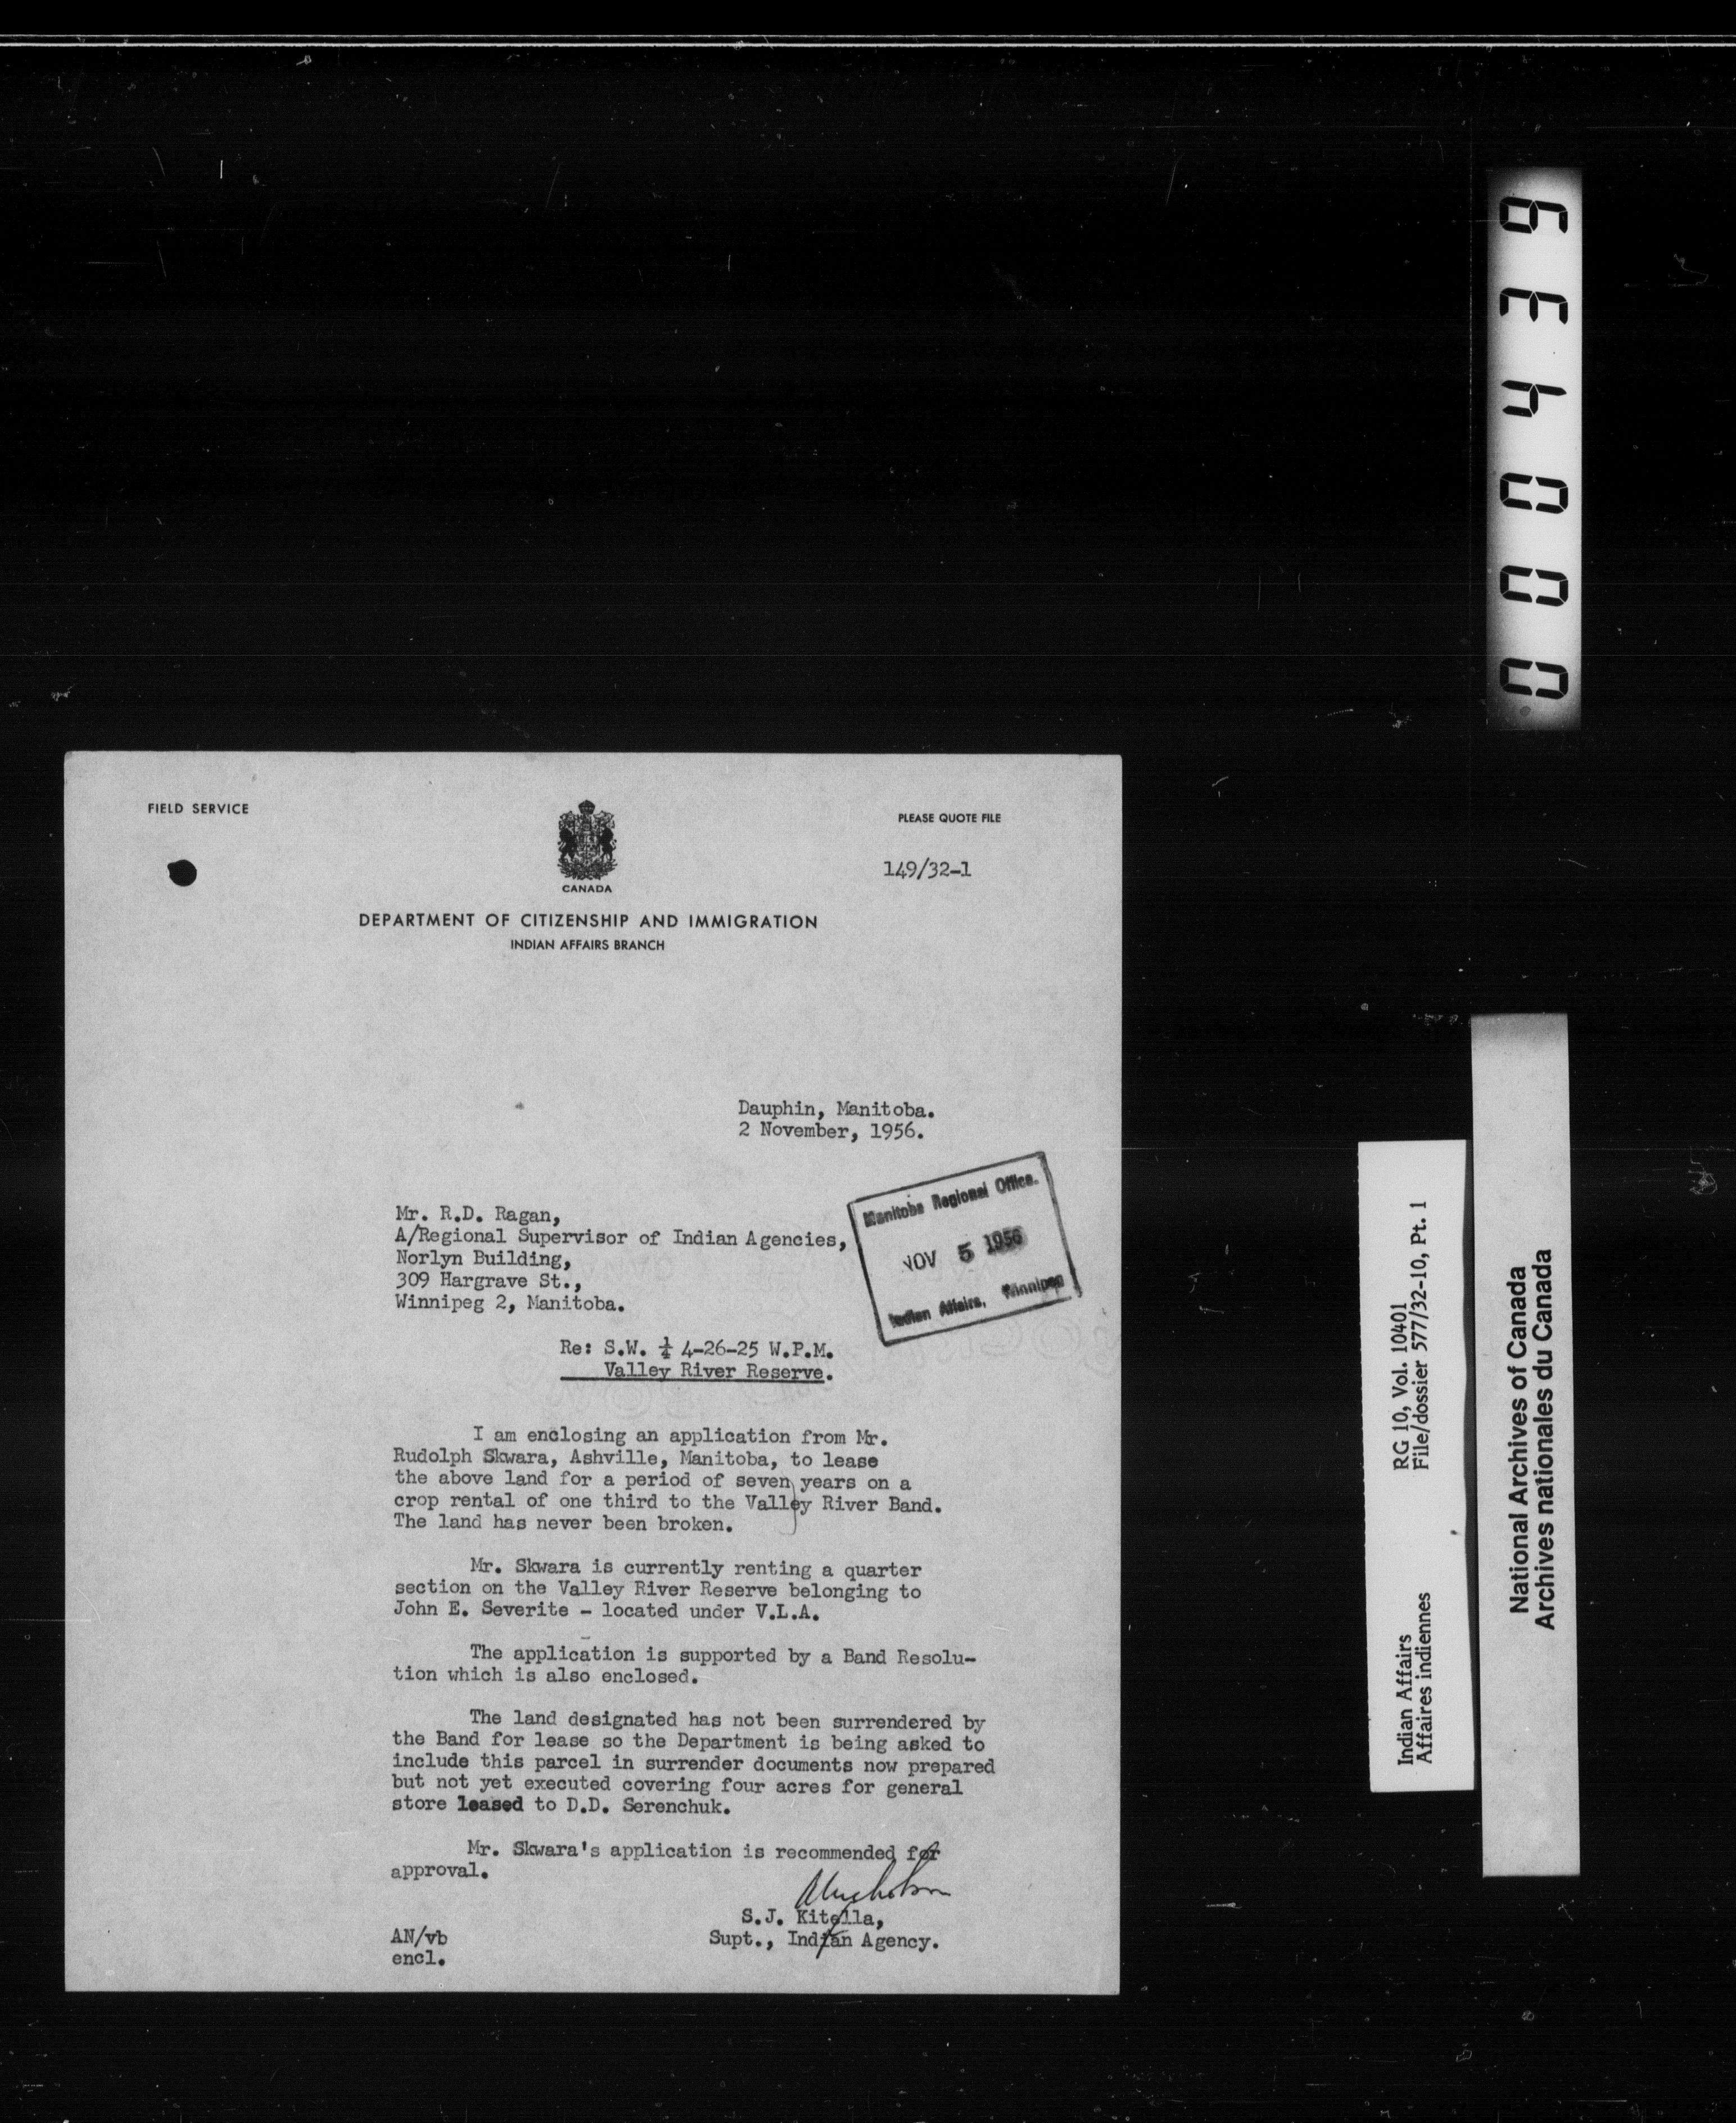 FIELD SERVICE
PLEASE QUOTE FILE
149/32-1
CANADA
DEPARTMENT OF CITIZENSHIP AND IMMIGRATION
INDIAN AFFAIRS BRANCH
Dauphin, Manitoba.
2 November, 1956.
Manitoba Regional Office.
NOV 5 1956
Indian Affairs, Winnipeg
Mr. R.D. Ragan,
A/Regional Supervisor of Indian Agencies,
Norlyn Building,
309 Hargrave St.,
Winnipeg 2, Manitoba.
Re: S.W. ¼ 4-26-25 W.P.M.
Valley River Reserve.
I am enclosing an application from Mr.
Rudolph Skwara, Ashville, Manitoba, to lease
the above land for a period of seven years on a
crop rental of one third to the Valley River Band.
The land has never been broken.
Mr. Skwara is currently renting a quarter
section on the Valley River Reserve belonging to
John E. Severite - located under V.L.A.
The application is supported by a Band Resolu-
tion which is also enclosed.
The land designated has not been surrendered by
the Band for lease so the Department is being asked to
include this parcel in surrender documents now prepared
but not yet executed covering four acres for general
store leased to D.D. Serenchuk.
Mr. Skwara's application is recommended for
approval.
S.J. Kitella,
Supt., Indian Agency.
AN/vb
encl.
000439
Indian Affairs RG 10, Vol. 10401
Affaires indiennes File/dossier 577/32-10, Pt. 1
National Archives of Canada
Archives nationales du Canada